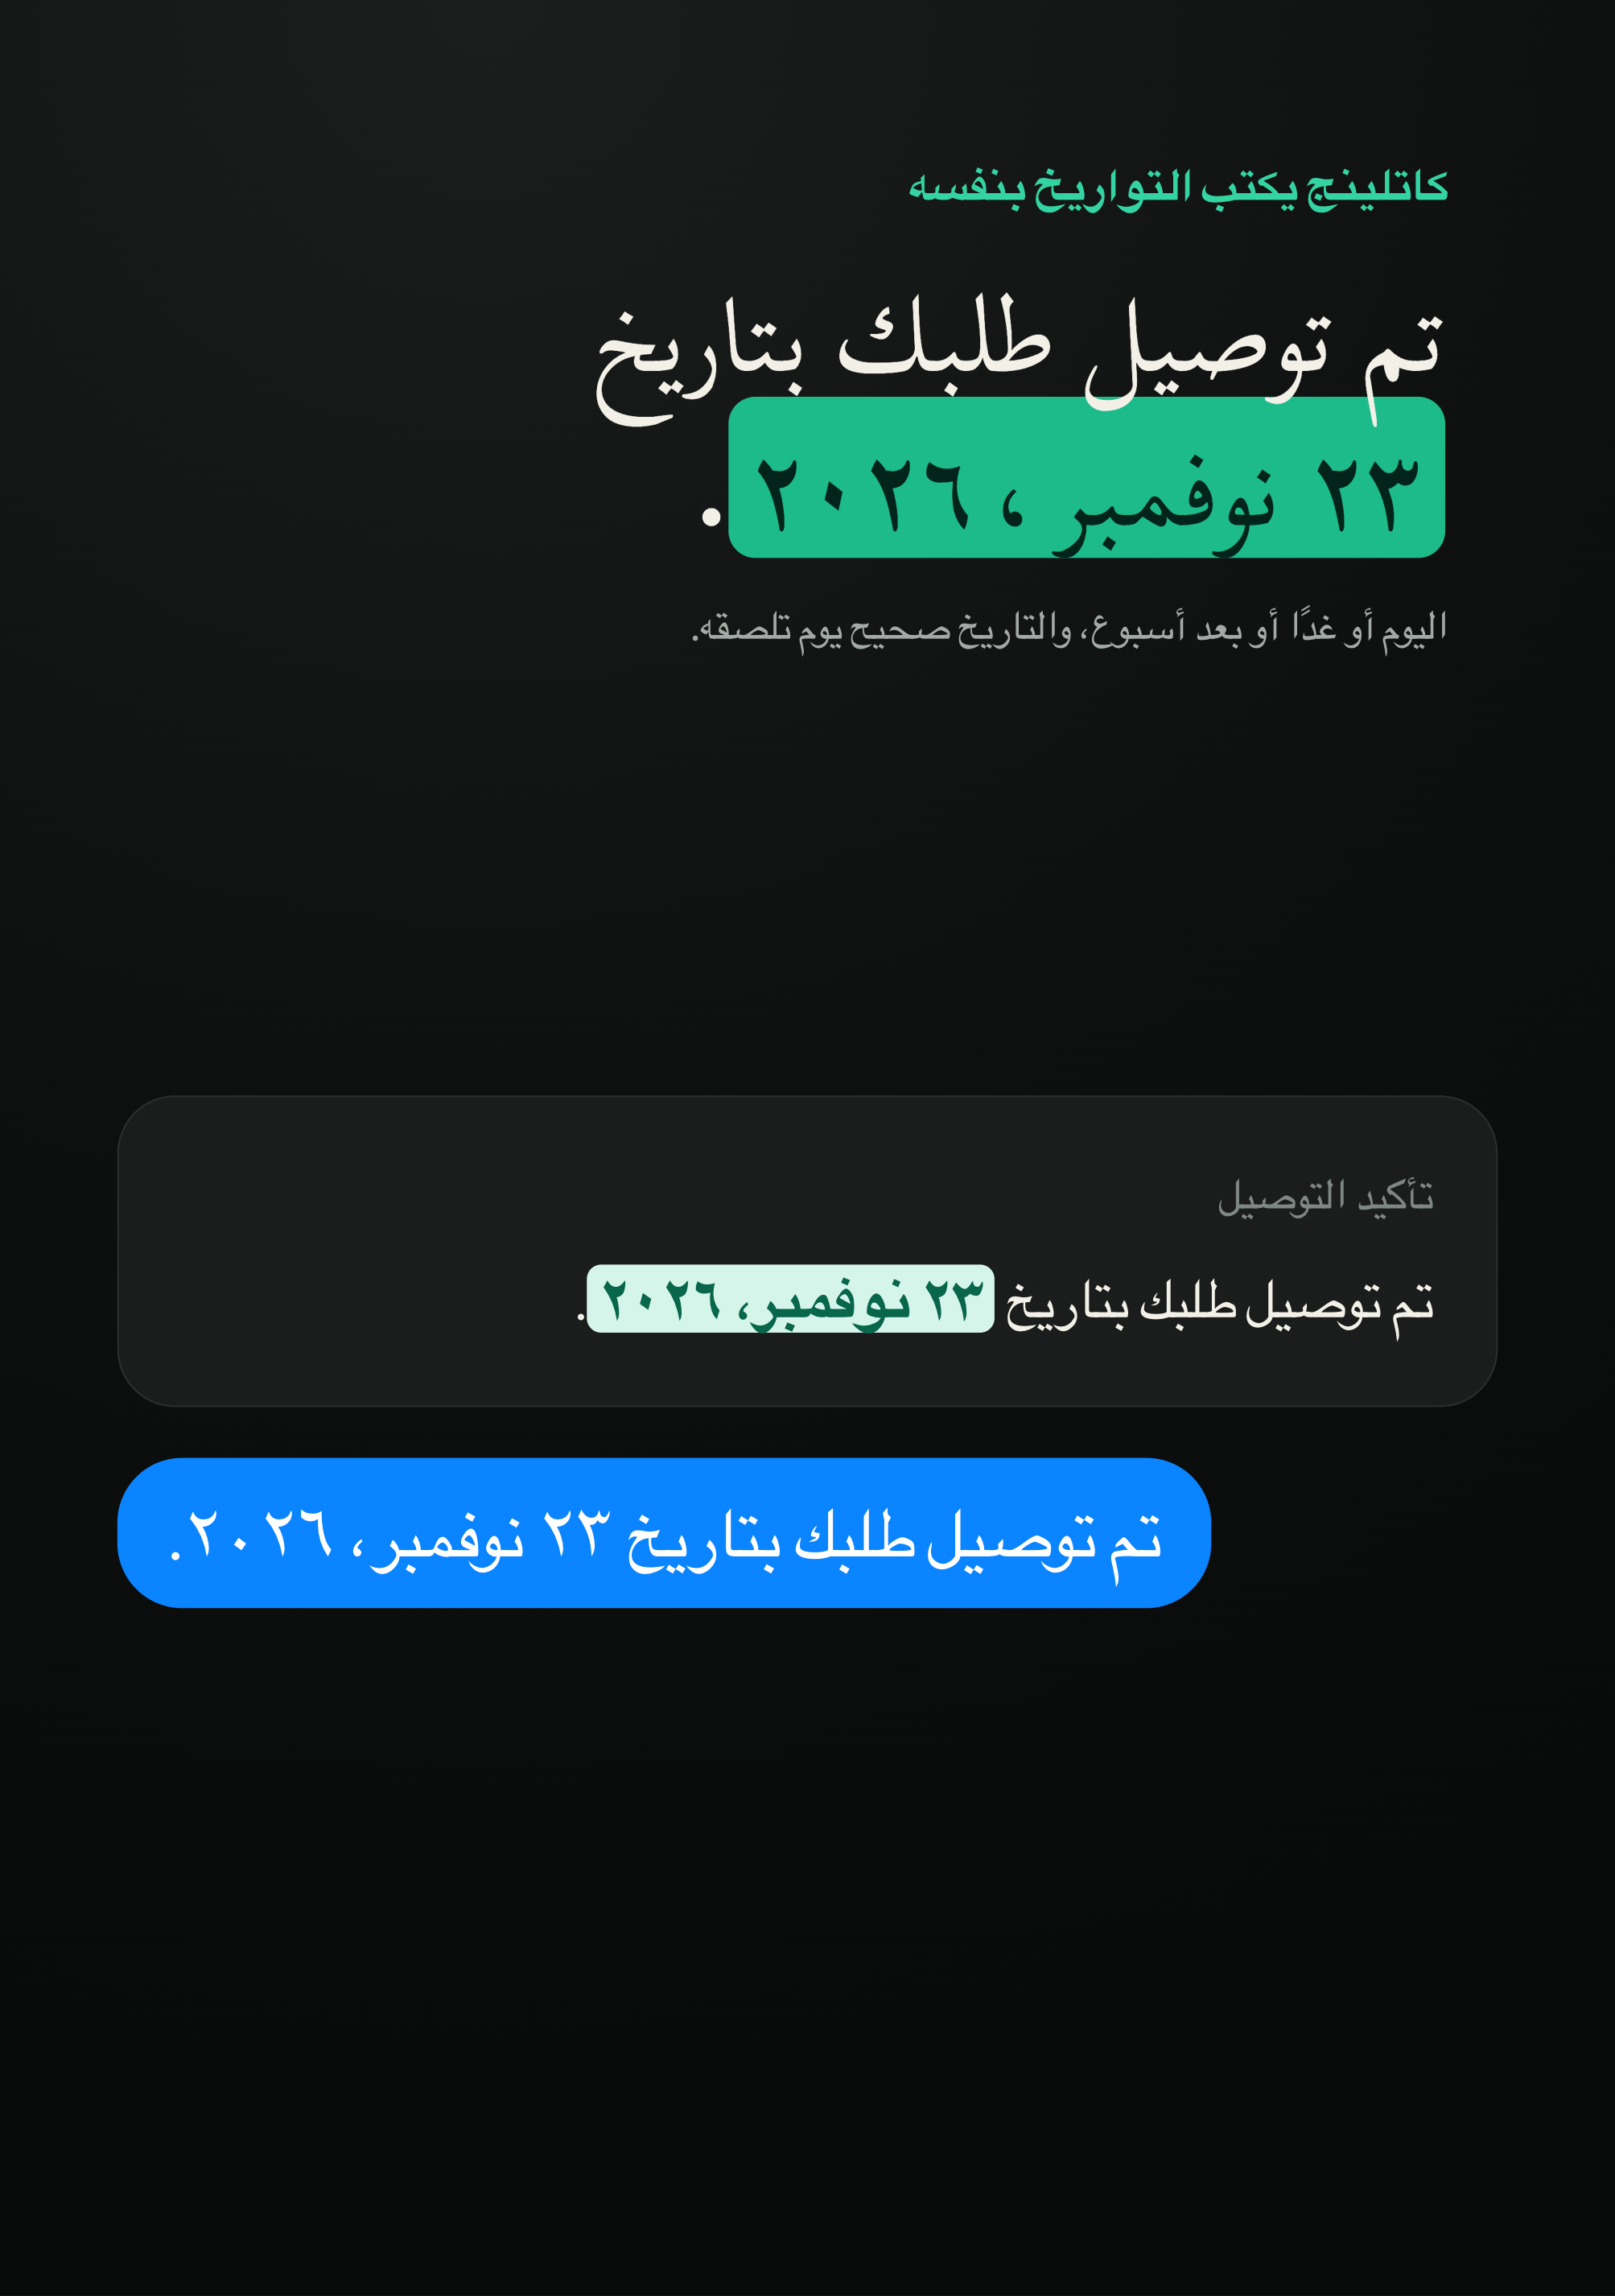 كاتلينج يكتب التواريخ بنفسه
تم توصيل طلبك بتاريخ
٢٣ نوفمبر، ٢٠٢٦.
اليوم أو غدًا أو بعد أسبوع، والتاريخ صحيح يوم تلصقه.
تأكيد التوصيل
تم توصيل طلبك بتاريخ ٢٣ نوفمبر، ٢٠٢٦.
تم توصيل طلبك بتاريخ ٢٣ نوفمبر، ٢٠٢٦.